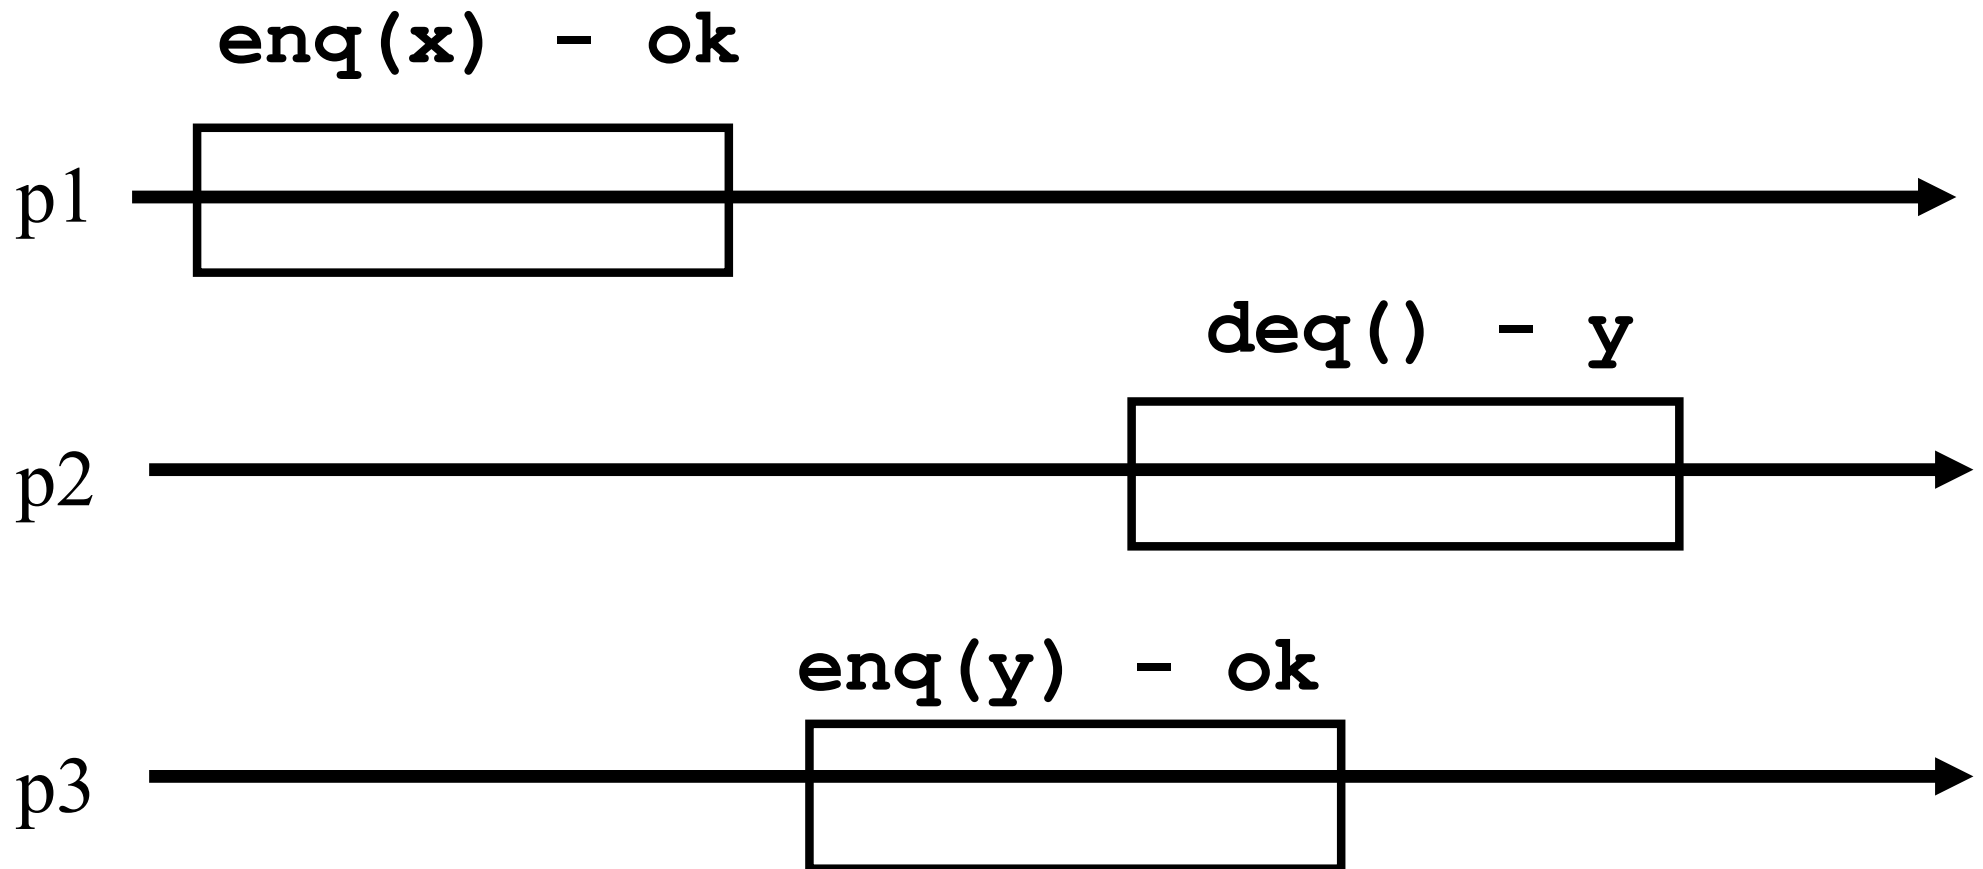 enq(x) - ok
p1
deq() - y
p2
enq(y) - ok
p3